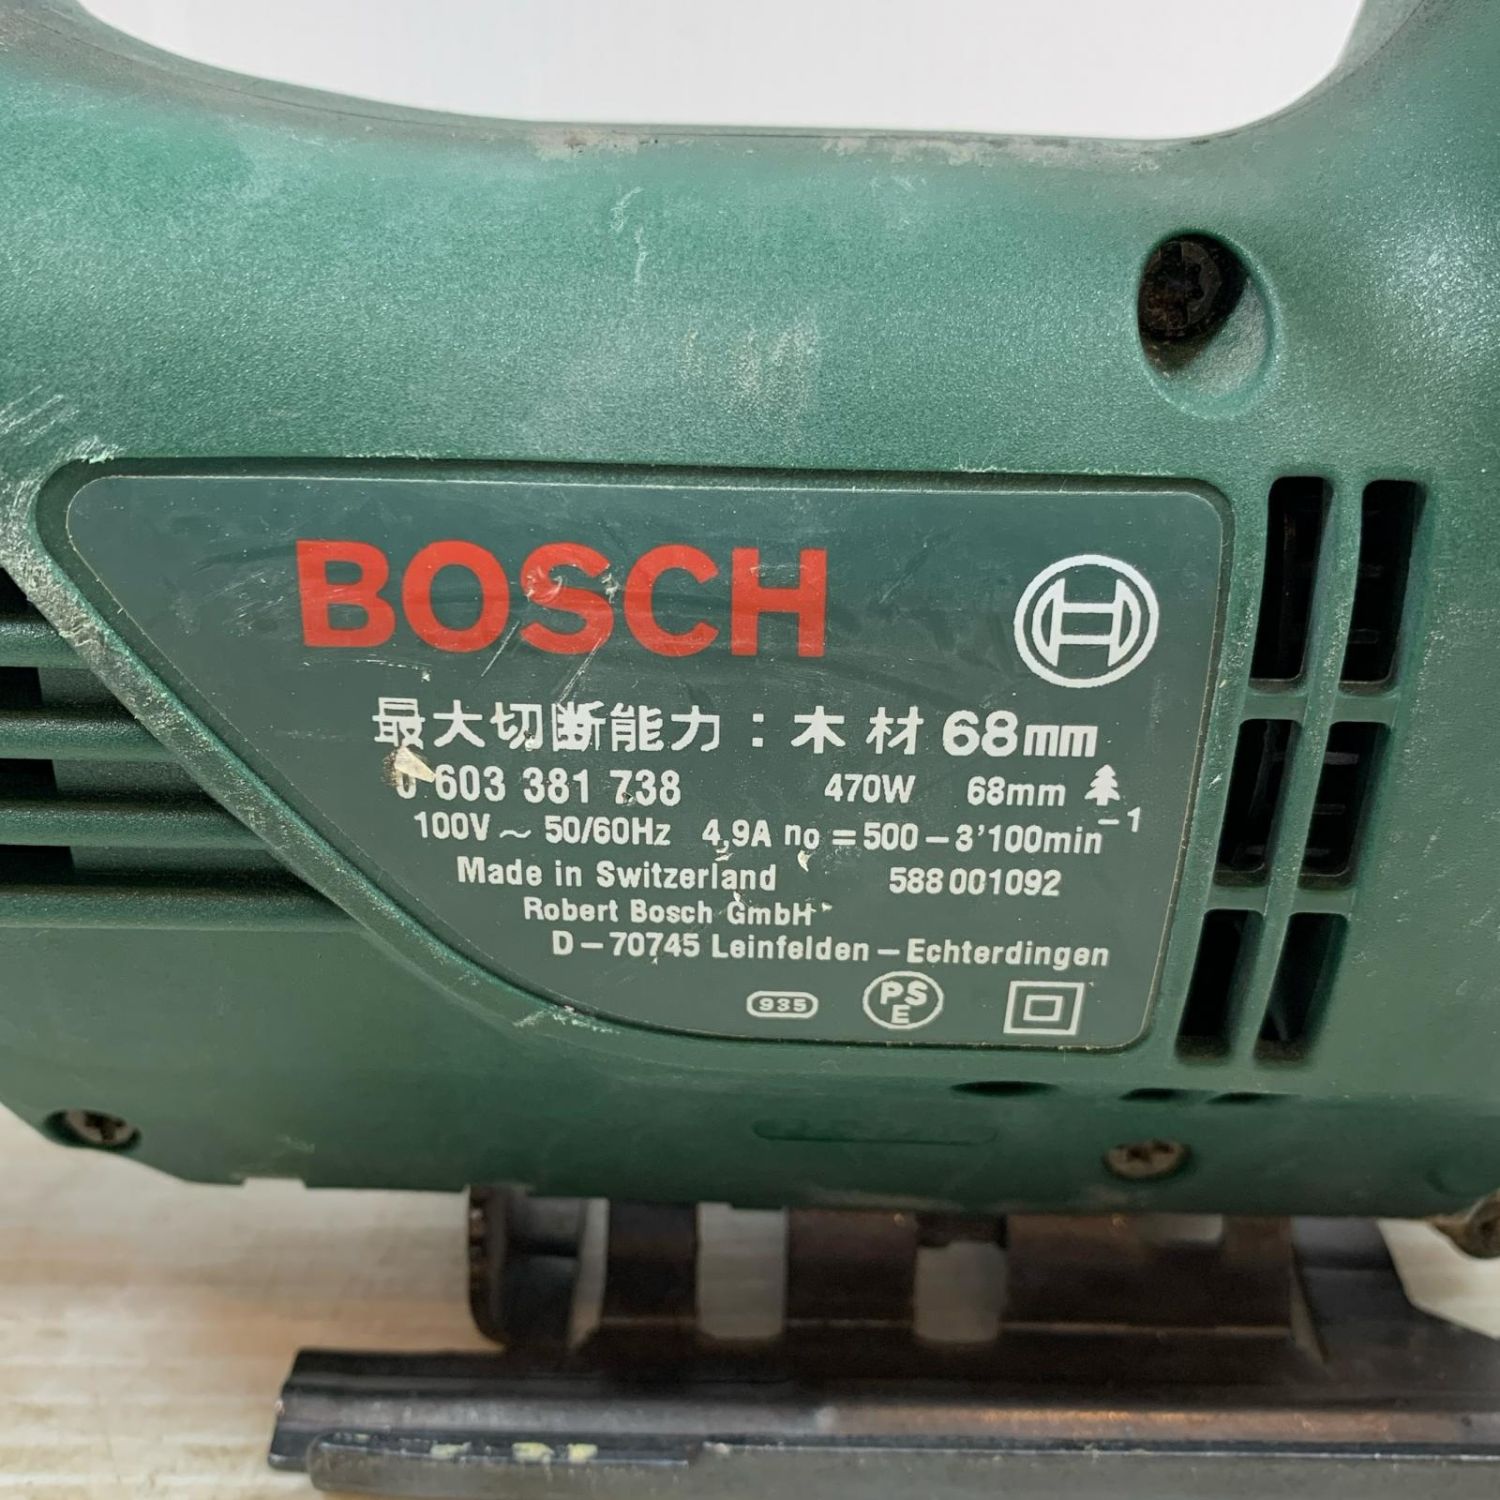 BOSCH
最大切断能力：木材 68mm
0 603 381 738 470W 68mm
100V ~ 50/60Hz 4,9A no = 500 – 3'100min⁻¹
Made in Switzerland 588 001092
Robert Bosch GmbH
D – 70745 Leinfelden – Echterdingen
935 PSE